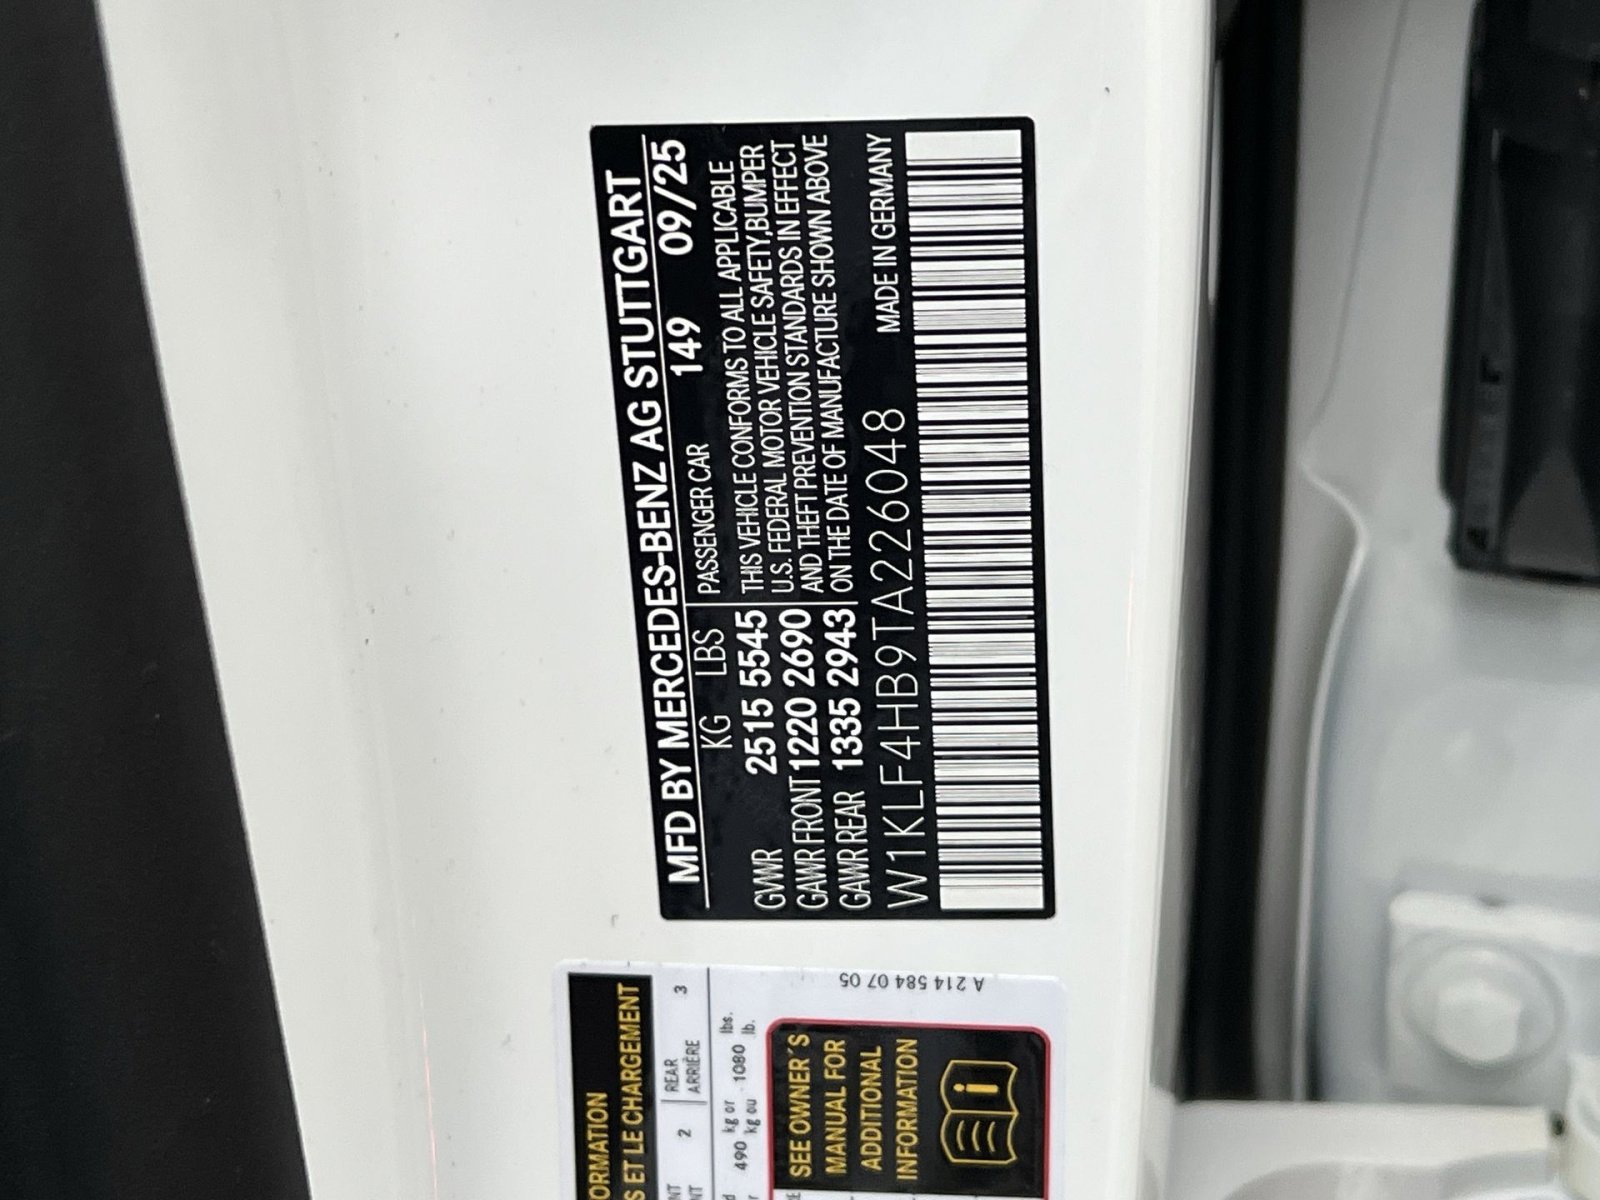 MFD BY MERCEDES-BENZ AG STUTTGART
KG LBS PASSENGER CAR 149 09/25
GVWR 2515 5545
GAWR FRONT 1220 2690
GAWR REAR 1335 2943
THIS VEHICLE CONFORMS TO ALL APPLICABLE
U.S. FEDERAL MOTOR VEHICLE SAFETY,BUMPER
AND THEFT PREVENTION STANDARDS IN EFFECT
ON THE DATE OF MANUFACTURE SHOWN ABOVE
W1KLF4HB9TA226048 MADE IN GERMANY
ET LE CHARGEMENT
2 REAR 3
ARRIÈRE
490 kg or 1080 lbs.
kg ou lb.
SEE OWNER´S
MANUAL FOR
ADDITIONAL
INFORMATION
i
A 214 584 07 05